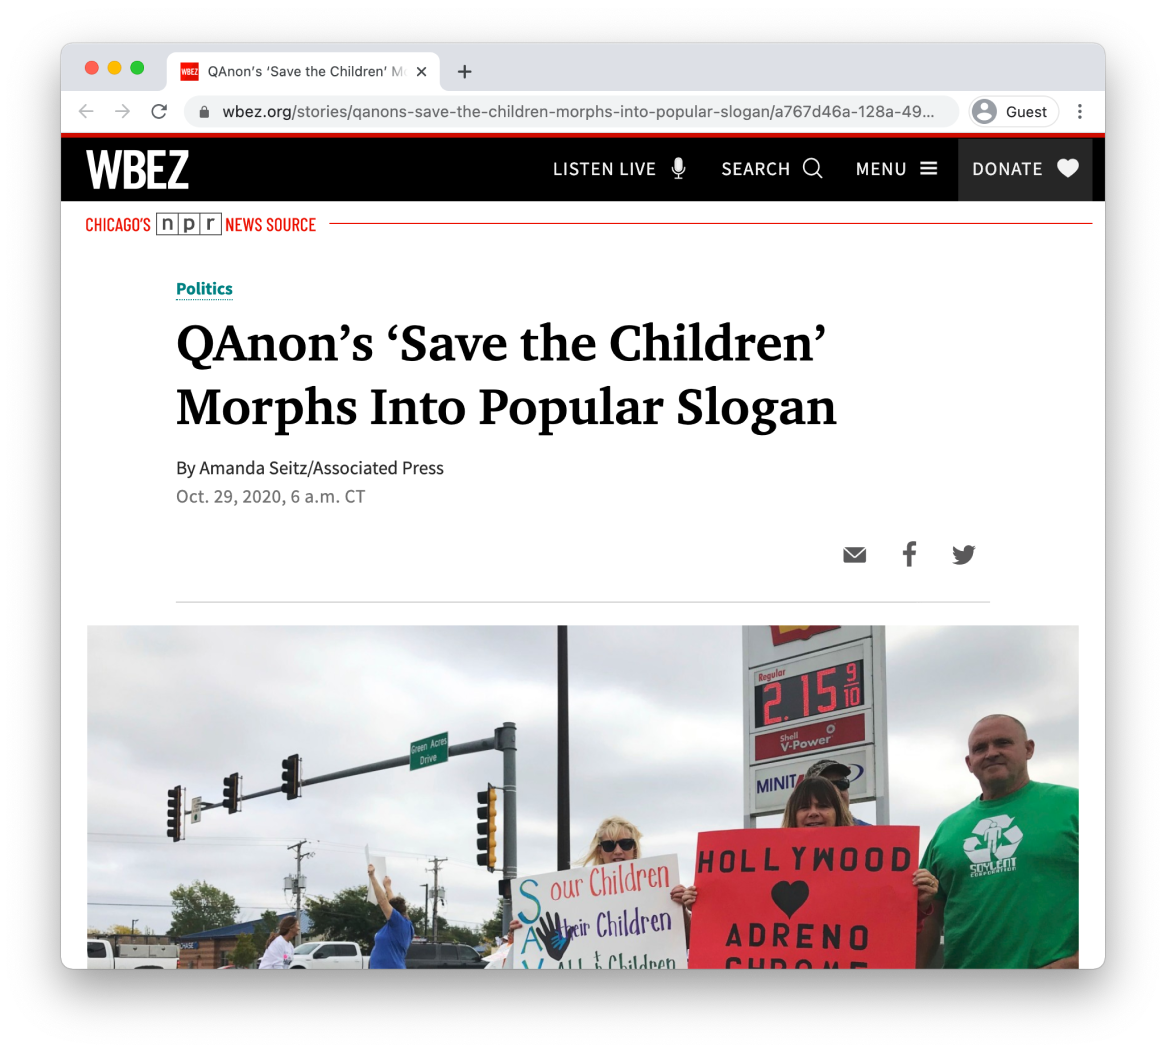 QAnon's ‘Save the Children’ M
wbez.org/stories/qanons-save-the-children-morphs-into-popular-slogan/a767d46a-128a-49...
Guest
WBEZ
LISTEN LIVE
SEARCH
MENU
DONATE
CHICAGO'S npr NEWS SOURCE
Politics
QAnon’s ‘Save the Children’
Morphs Into Popular Slogan
By Amanda Seitz/Associated Press
Oct. 29, 2020, 6 a.m. CT
Regular
2.15 9/10
Shell
V-Power
MINIT
Green Acres
Drive
SOYLENT
CORPORATION
HOLLYWOOD
ADRENO
CHROME
SAV
our Children
their Children
All the Children
CHASE